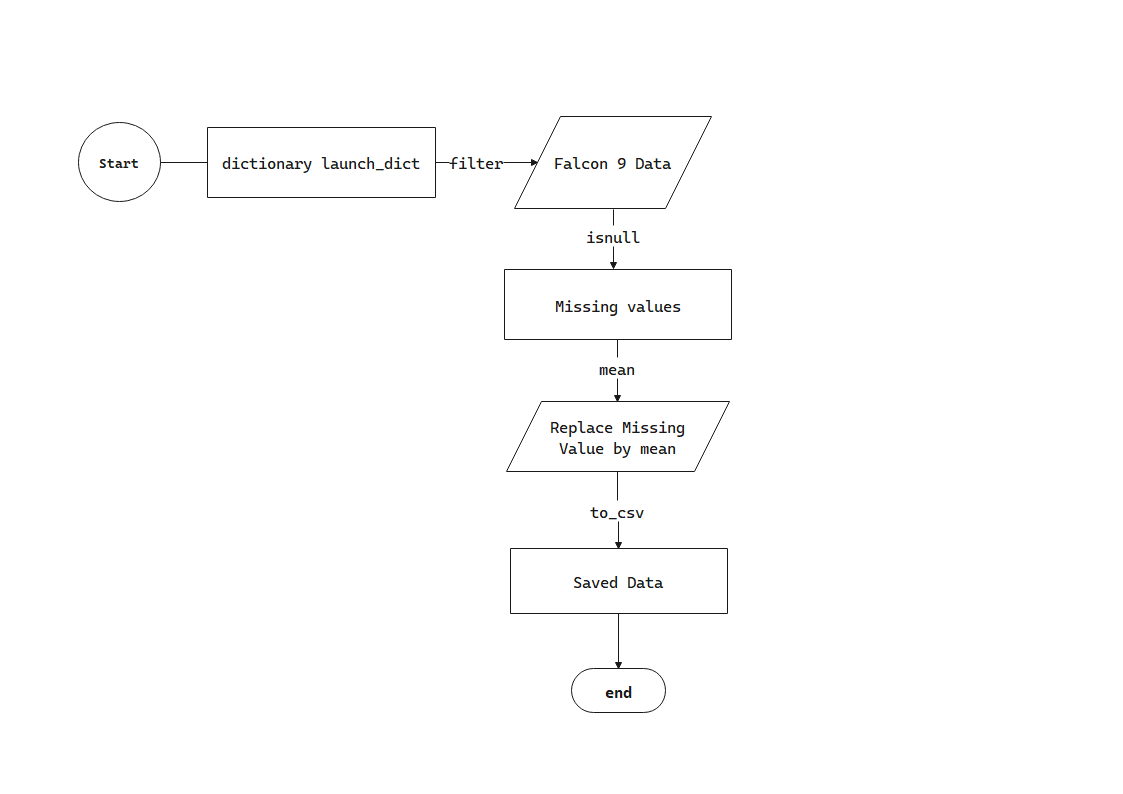 Start
dictionary launch_dict
filter
Falcon 9 Data
isnull
Missing values
mean
Replace Missing
Value by mean
to_csv
Saved Data
end